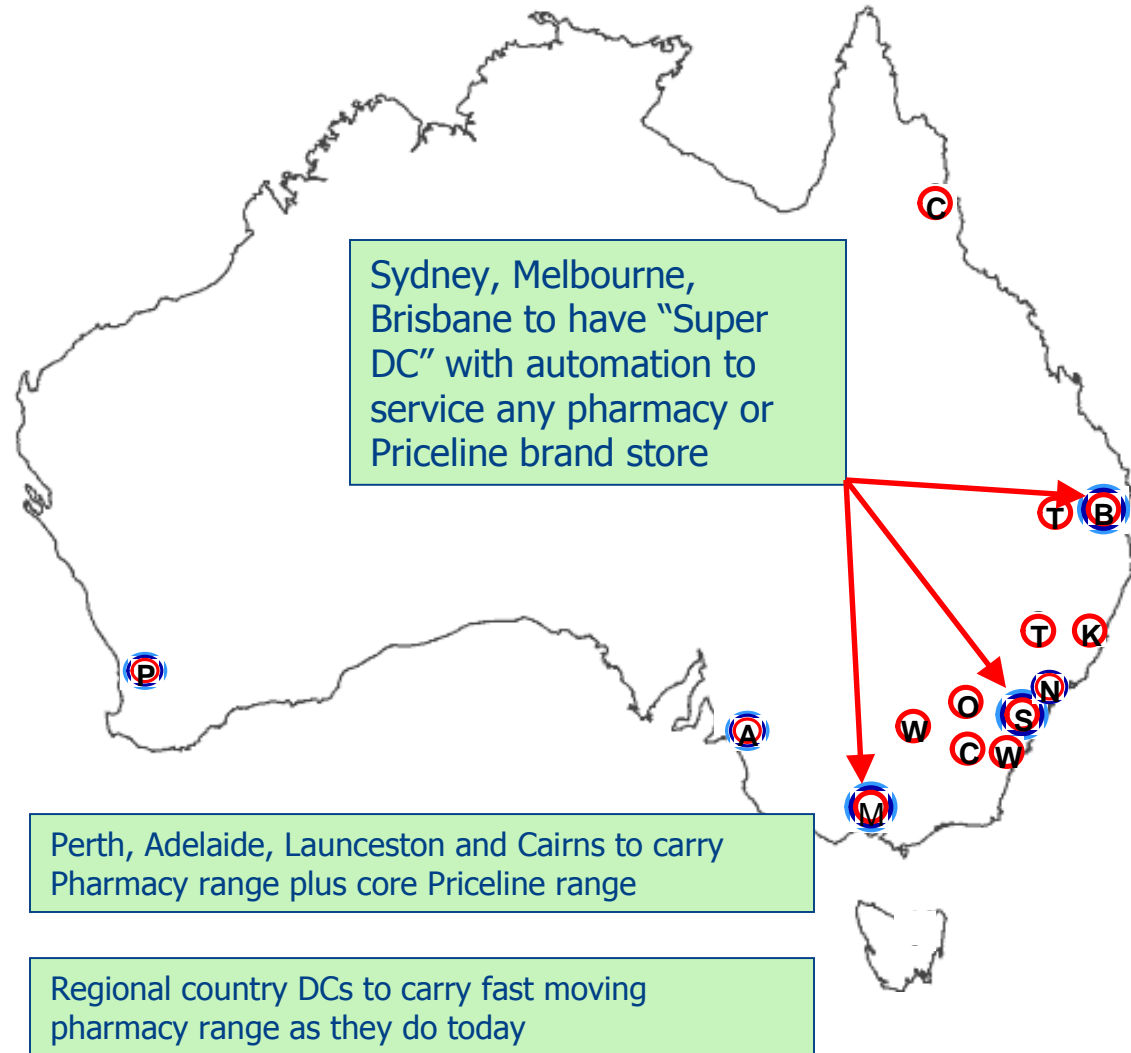 C
Sydney, Melbourne,
Brisbane to have “Super
DC” with automation to
service any pharmacy or
Priceline brand store
T B
T K
P
N
O
S
W
A
C W
M
Perth, Adelaide, Launceston and Cairns to carry
Pharmacy range plus core Priceline range
Regional country DCs to carry fast moving
pharmacy range as they do today